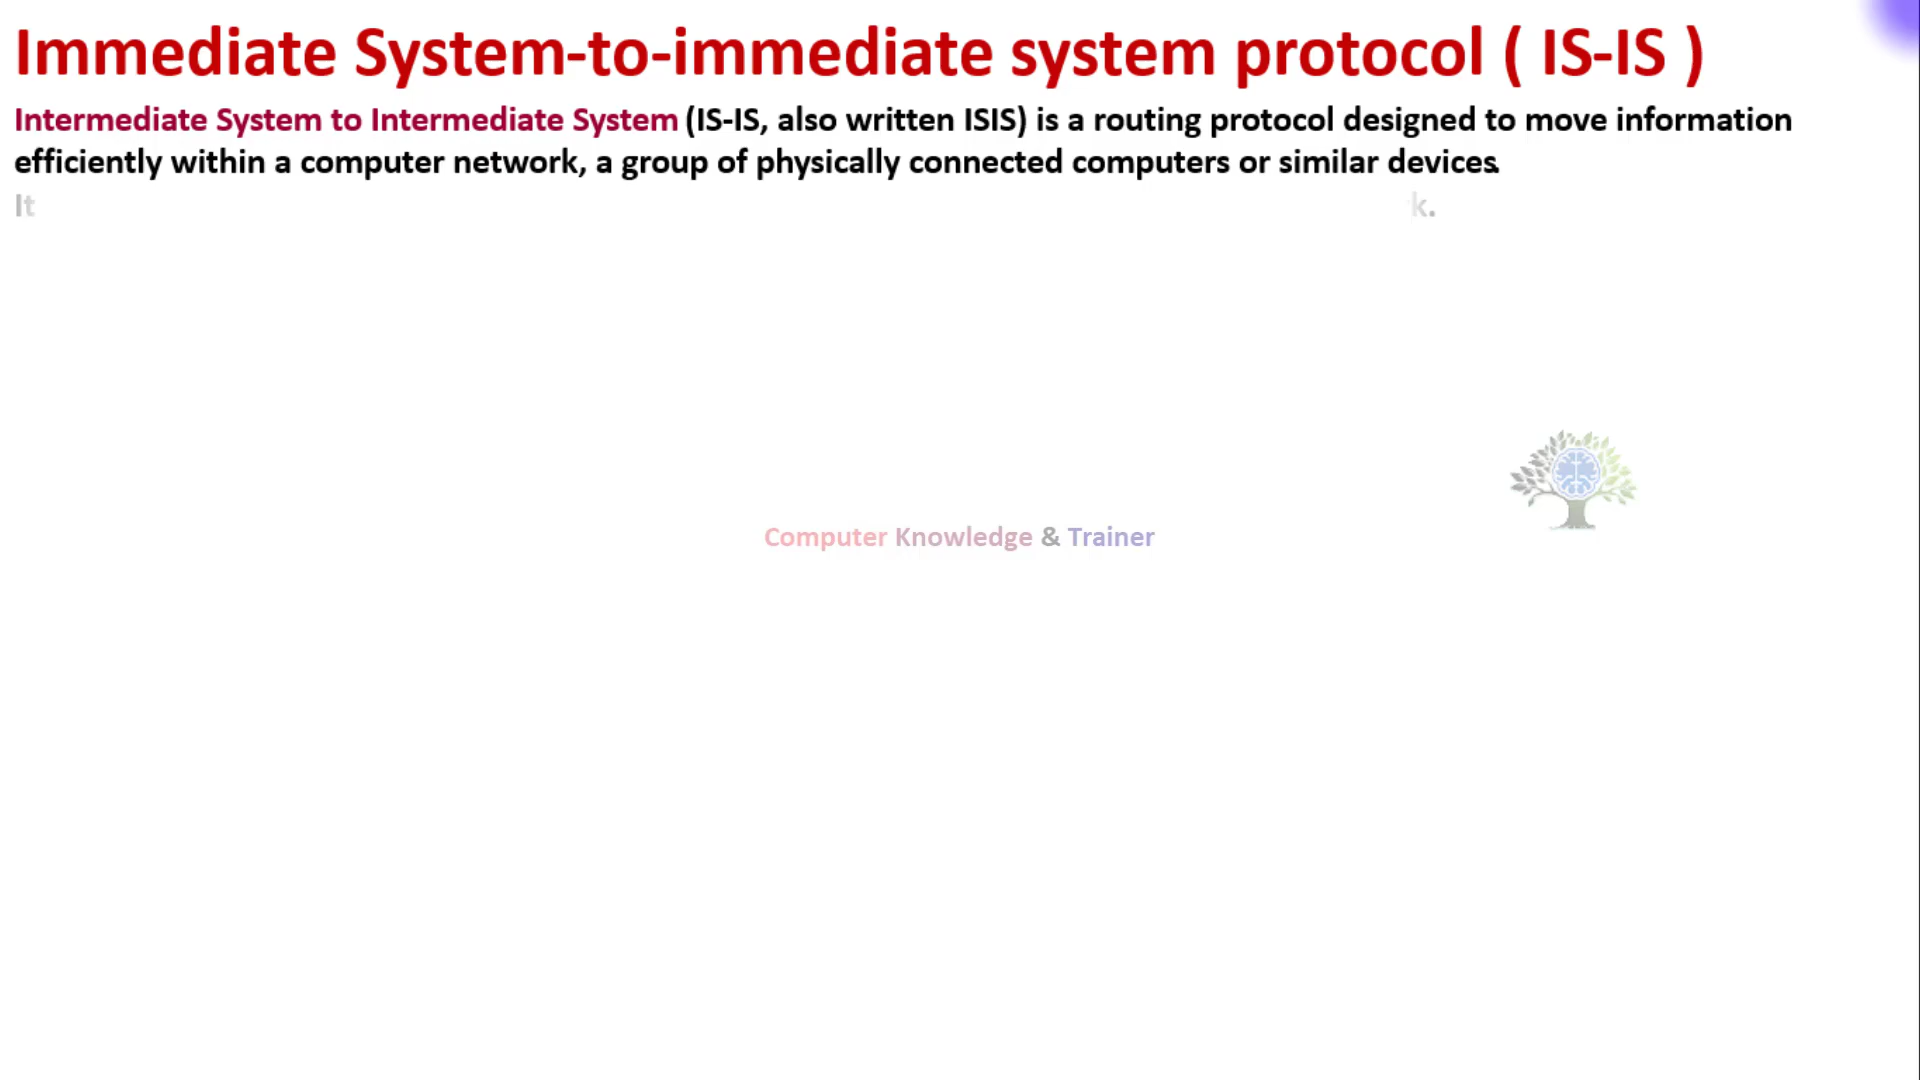 Immediate System-to-immediate system protocol ( IS-IS )
Intermediate System to Intermediate System (IS-IS, also written ISIS) is a routing protocol designed to move information
efficiently within a computer network, a group of physically connected computers or similar devices.
It k.
Computer Knowledge & Trainer